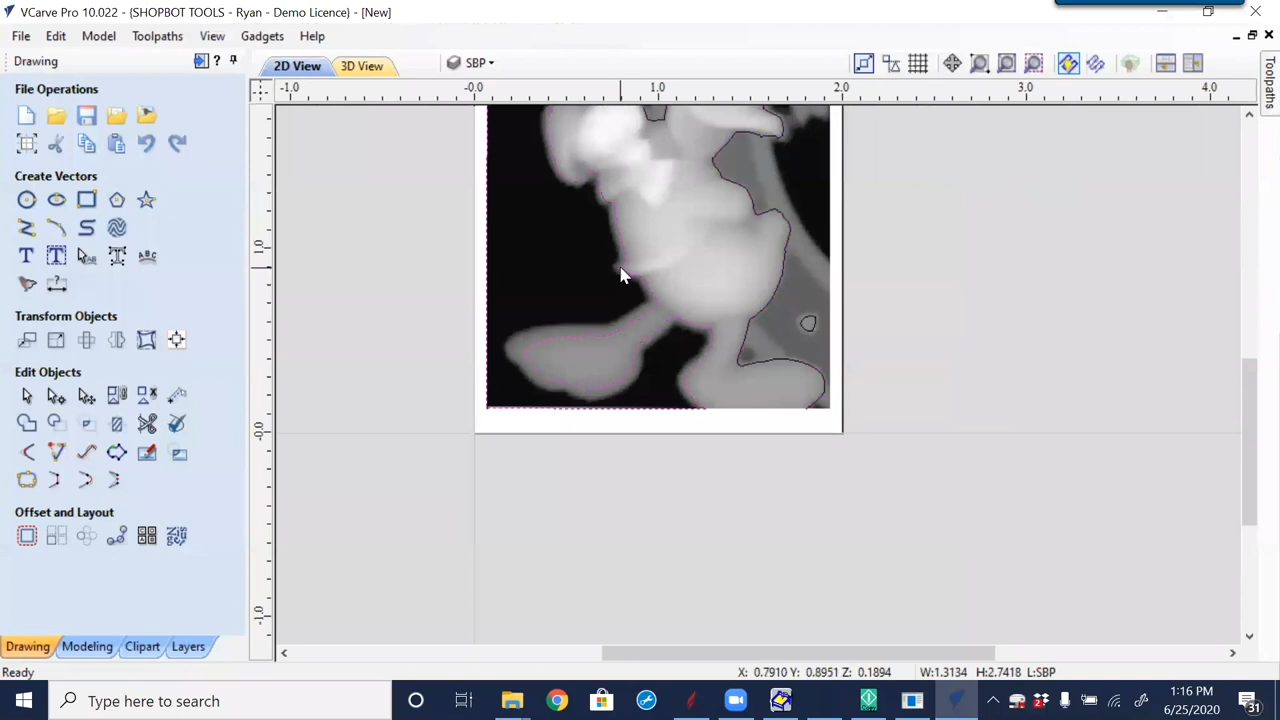 VCarve Pro 10.022 - {SHOPBOT TOOLS - Ryan - Demo Licence} - [New]
File Edit Model Toolpaths View Gadgets Help
Drawing
2D View 3D View SBP
Toolpaths
File Operations
-1.0 -0.0 1.0 2.0 3.0 4.0
Create Vectors
1.0
Transform Objects
Edit Objects
-0.0
Offset and Layout
-1.0
Drawing Modeling Clipart Layers
Ready X: 0.7910 Y: 0.8951 Z: 0.1894 W:1.3134 H:2.7418 L:SBP
Type here to search
1:16 PM
6/25/2020
31